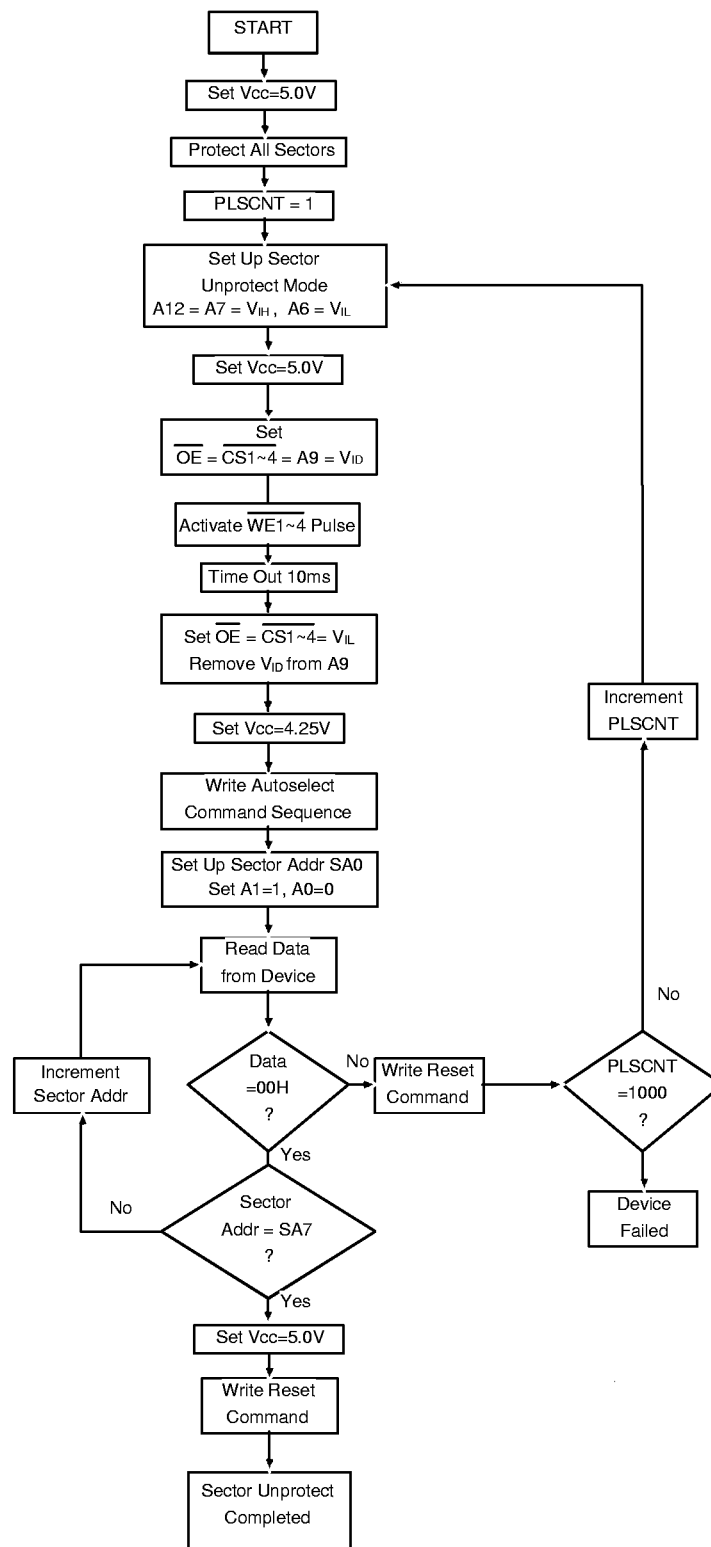 START
Set Vcc=5.0V
Protect All Sectors
PLSCNT = 1
Set Up Sector
Unprotect Mode
A12 = A7 = VIH , A6 = VIL
Set Vcc=5.0V
Set
OE = CS1~4 = A9 = VID
Activate WE1~4 Pulse
Time Out 10ms
Set OE = CS1~4= VIL
Remove VID from A9
Increment
PLSCNT
Set Vcc=4.25V
Write Autoselect
Command Sequence
Set Up Sector Addr SA0
Set A1=1, A0=0
Read Data
from Device
No
Increment
Sector Addr
Data
=00H
?
No
Write Reset
Command
PLSCNT
=1000
?
Yes
No
Sector
Addr = SA7
?
Device
Failed
Yes
Set Vcc=5.0V
Write Reset
Command
Sector Unprotect
Completed